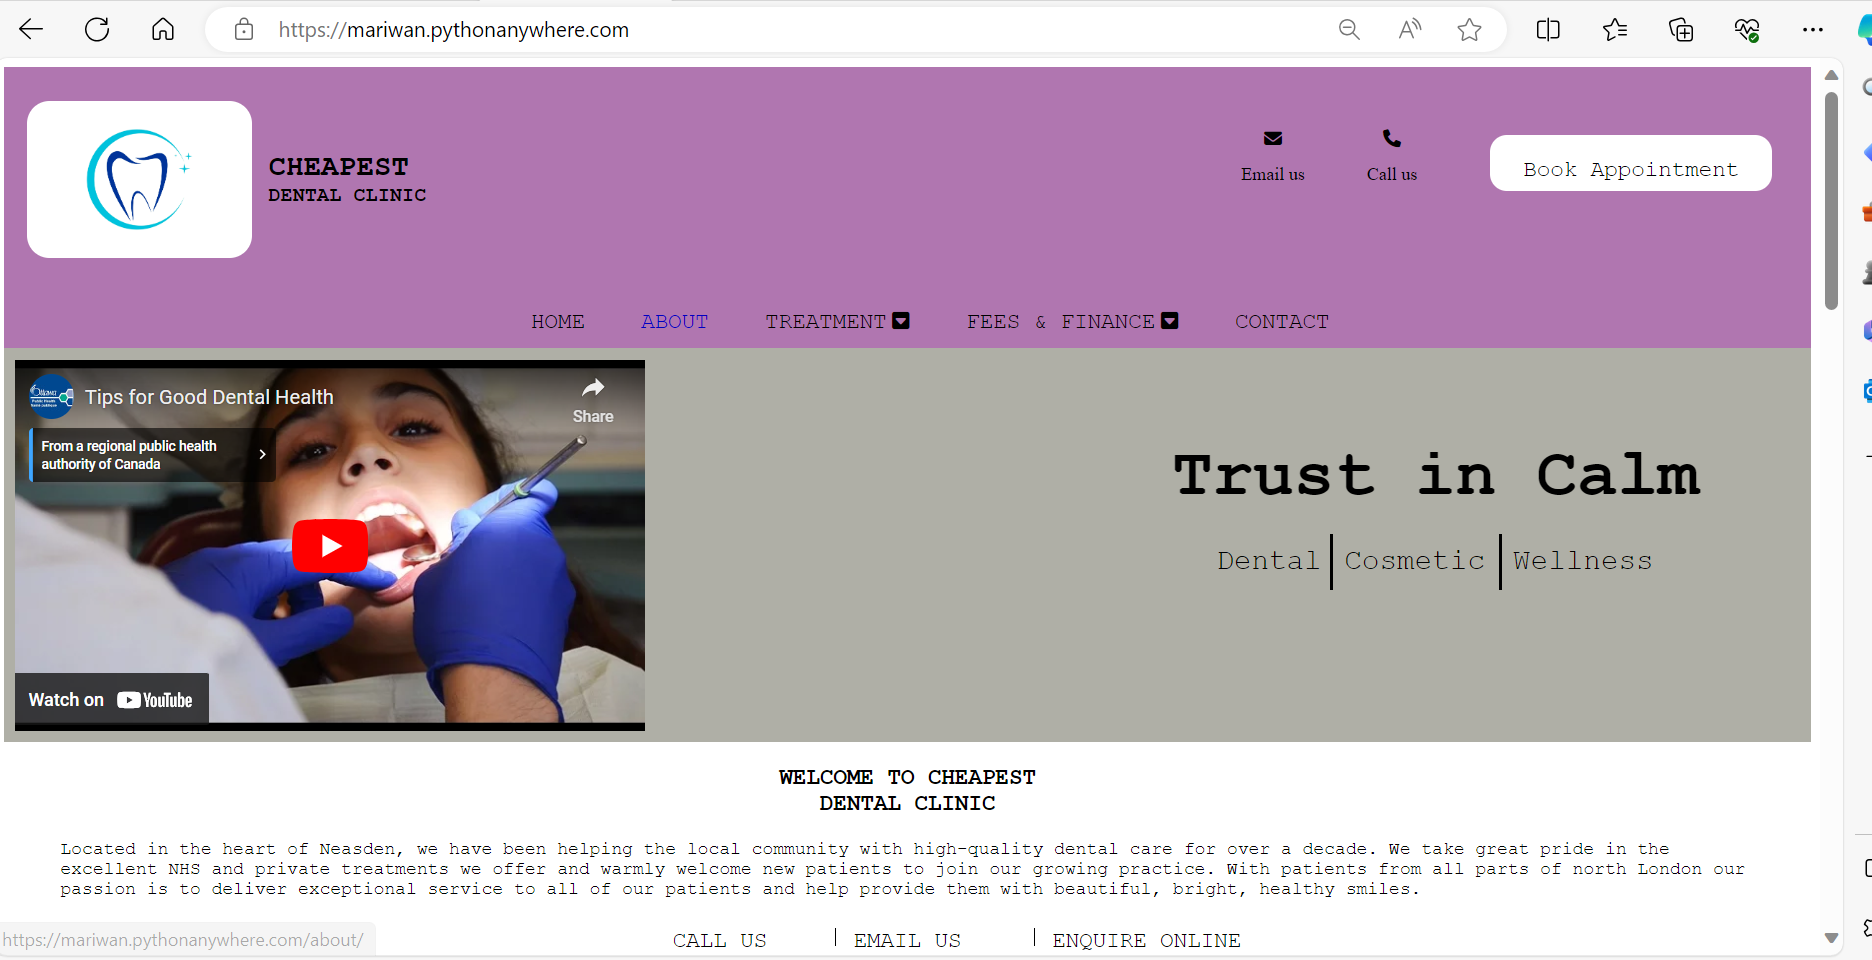 https://mariwan.pythonanywhere.com
CHEAPEST
DENTAL CLINIC
Email us
Call us
Book Appointment
HOME
ABOUT
TREATMENT
FEES & FINANCE
CONTACT
Tips for Good Dental Health
Share
From a regional public health
authority of Canada
Watch on YouTube
Trust in Calm
Dental
Cosmetic
Wellness
WELCOME TO CHEAPEST
DENTAL CLINIC
Located in the heart of Neasden, we have been helping the local community with high-quality dental care for over a decade. We take great pride in the
excellent NHS and private treatments we offer and warmly welcome new patients to join our growing practice. With patients from all parts of north London our
passion is to deliver exceptional service to all of our patients and help provide them with beautiful, bright, healthy smiles.
CALL US
EMAIL US
ENQUIRE ONLINE
https://mariwan.pythonanywhere.com/about/